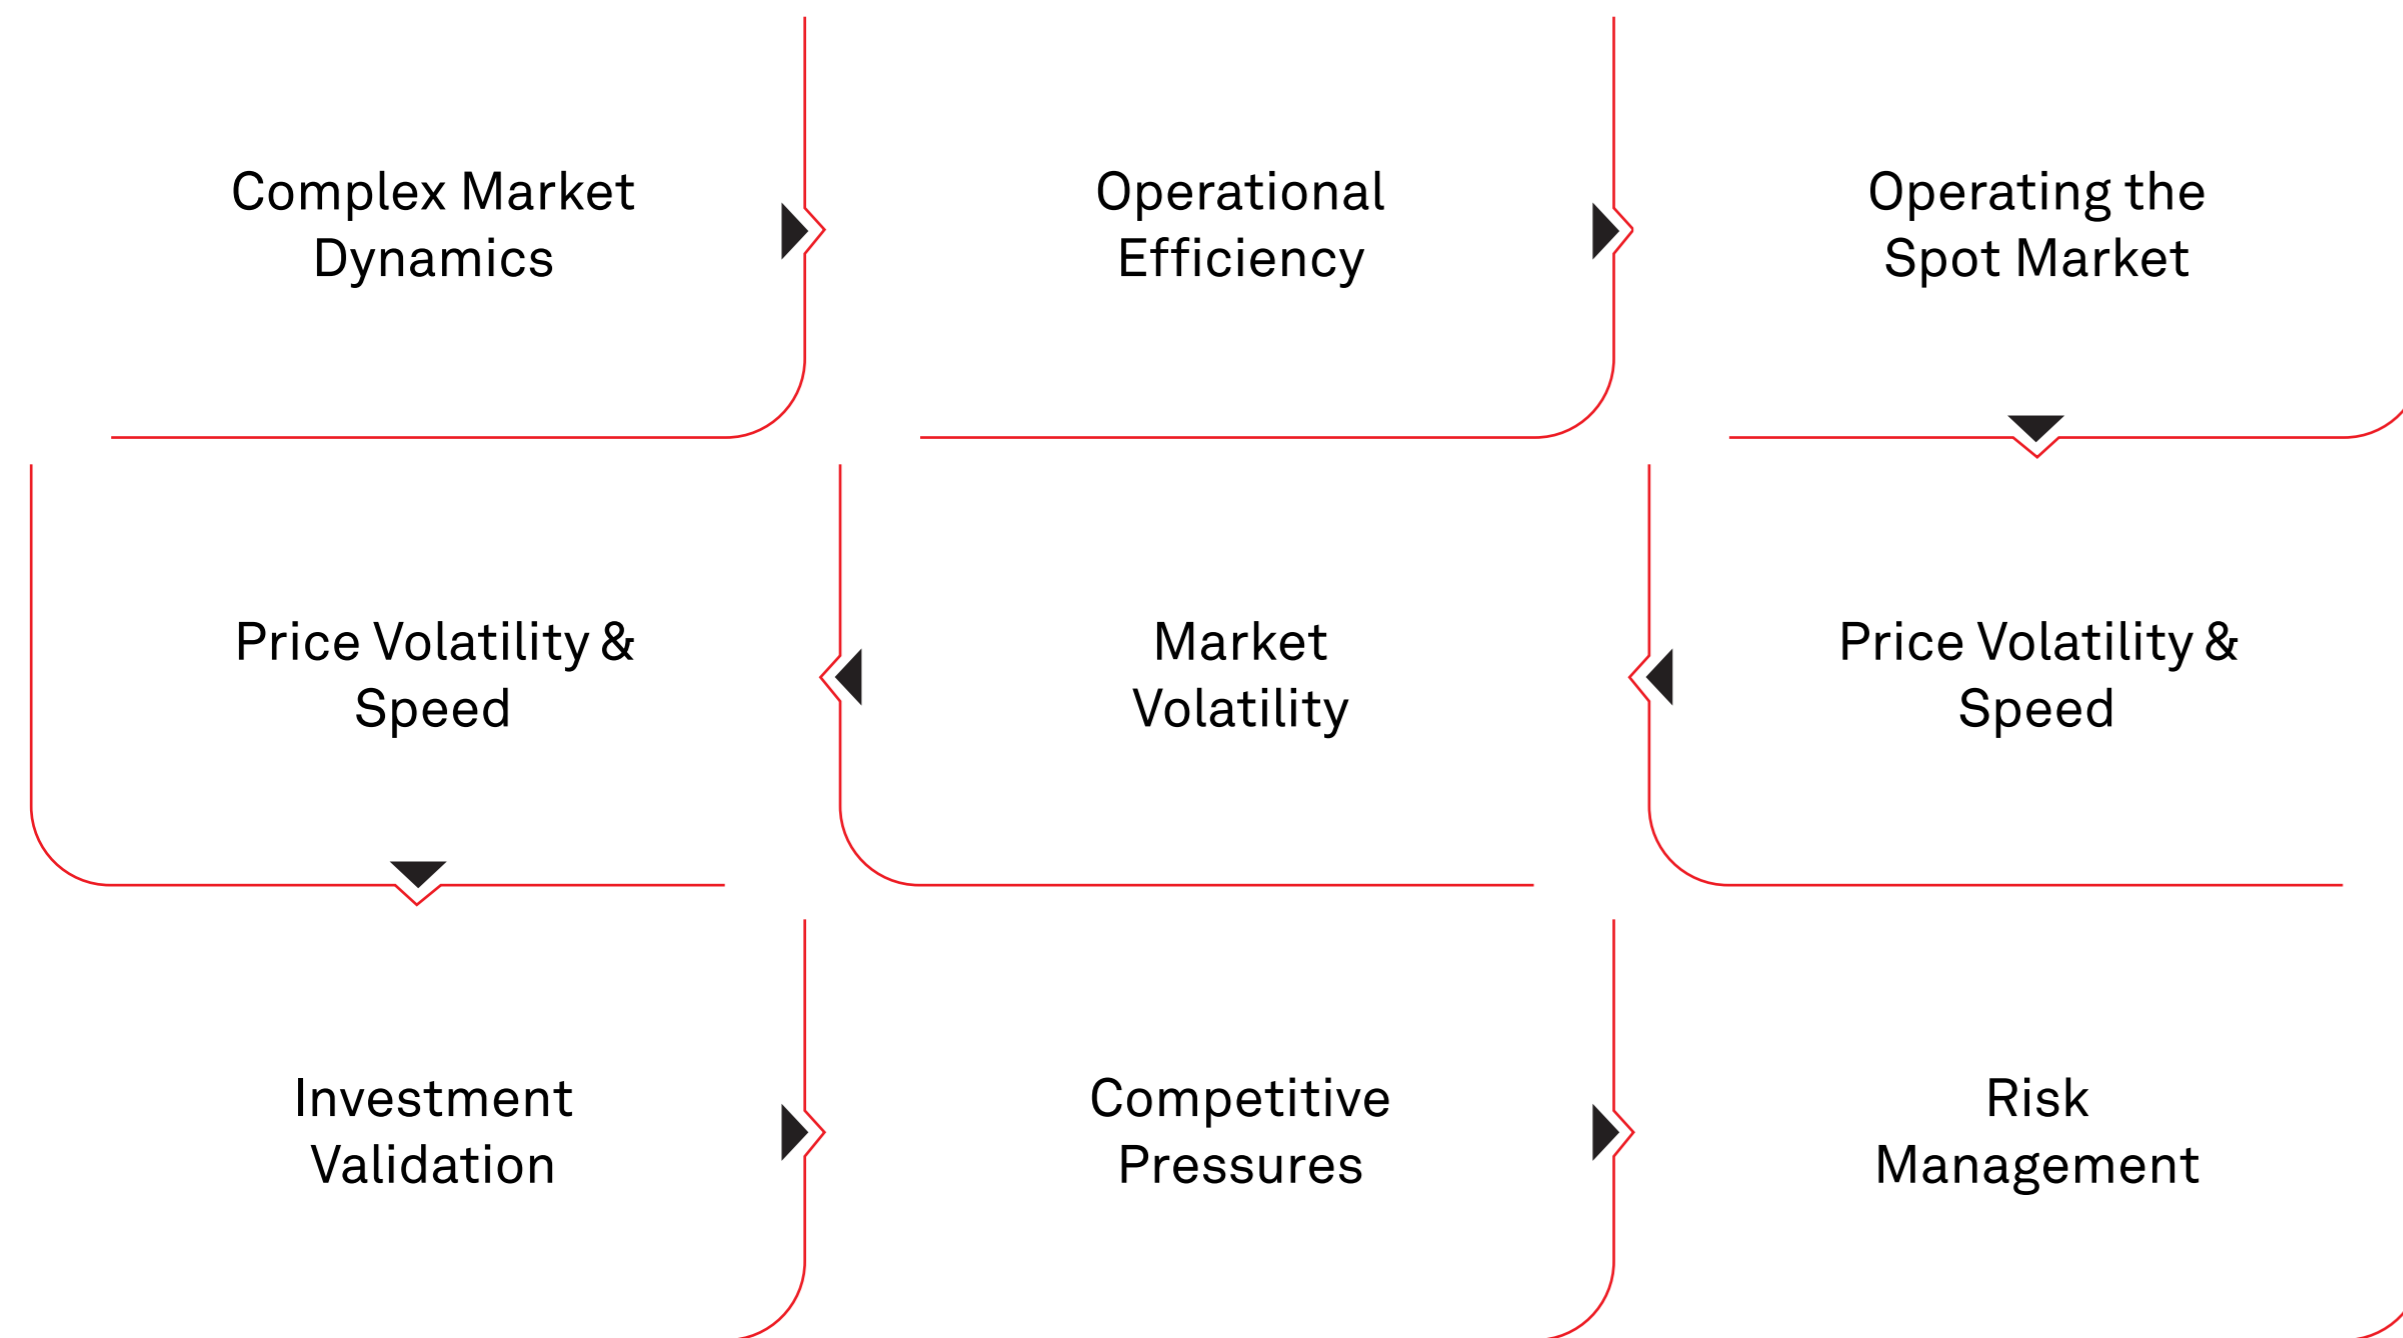 Complex Market
Dynamics
Operational
Efficiency
Operating the
Spot Market
Price Volatility &
Speed
Market
Volatility
Price Volatility &
Speed
Investment
Validation
Competitive
Pressures
Risk
Management